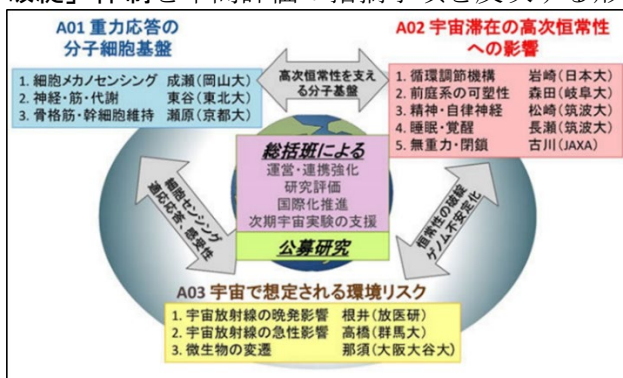 A01 重力応答の
分子細胞基盤
1. 細胞メカノセンシング 成瀬(岡山大)
2. 神経・筋・代謝 東谷(東北大)
3. 骨格筋・幹細胞維持 瀬原(京都大)
高次恒常性を支え
る分子基盤
A02 宇宙滞在の高次恒常性
への影響
1. 循環調節機構 岩崎(日本大)
2. 前庭系の可塑性 森田(岐阜大)
3. 精神・自律神経 松崎(筑波大)
4. 睡眠・覚醒 長瀬(筑波大)
5. 無重力・閉鎖 古川(JAXA)
総括班による
運営・連携強化
研究評価
国際化推進
次期宇宙実験の支援
公募研究
細胞センシング
適応応答、感受性
恒常性の破綻
ゲノム不安定化
A03 宇宙で想定される環境リスク
1. 宇宙放射線の晩発影響 根井(放医研)
2. 宇宙放射線の急性影響 高橋(群馬大)
3. 微生物の変遷 那須(大阪大谷大)